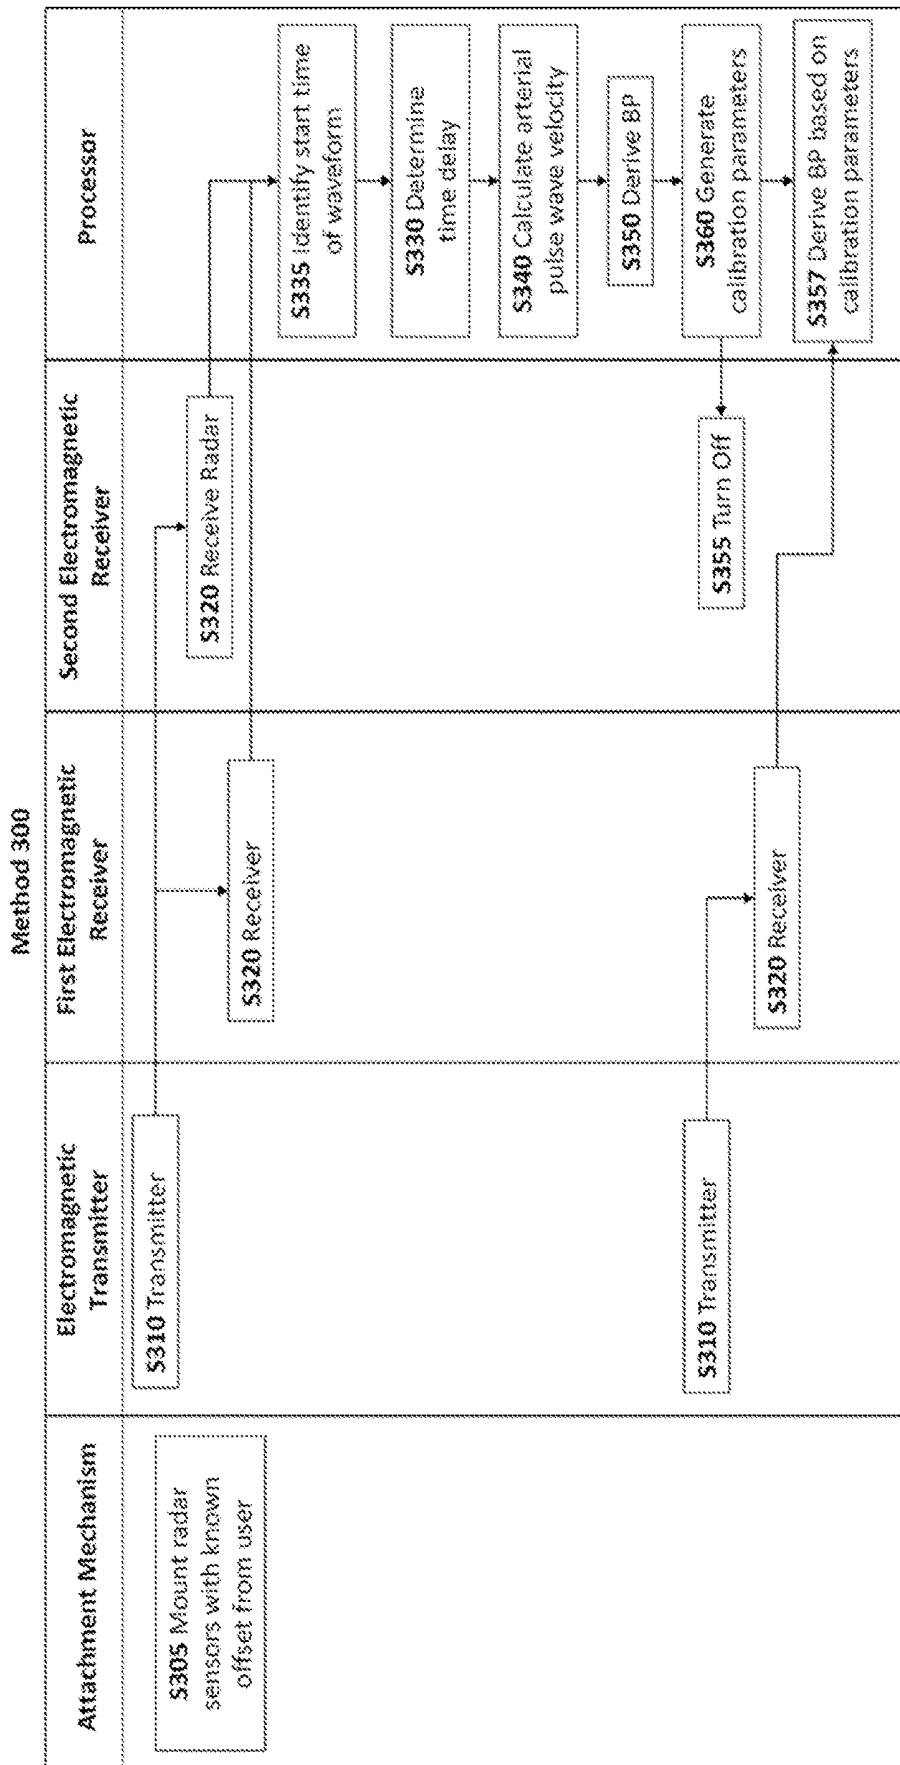 Method 300
Attachment Mechanism
Electromagnetic
Transmitter
First Electromagnetic
Receiver
Second Electromagnetic
Receiver
Processor
S305 Mount radar
sensors with known
offset from user
S310 Transmitter
S320 Receiver
S320 Receive Radar
S335 Identify start time
of waveform
S330 Determine
time delay
S340 Calculate arterial
pulse wave velocity
S350 Derive BP
S310 Transmitter
S320 Receiver
S355 Turn Off
S360 Generate
calibration parameters
S357 Derive BP based on
calibration parameters